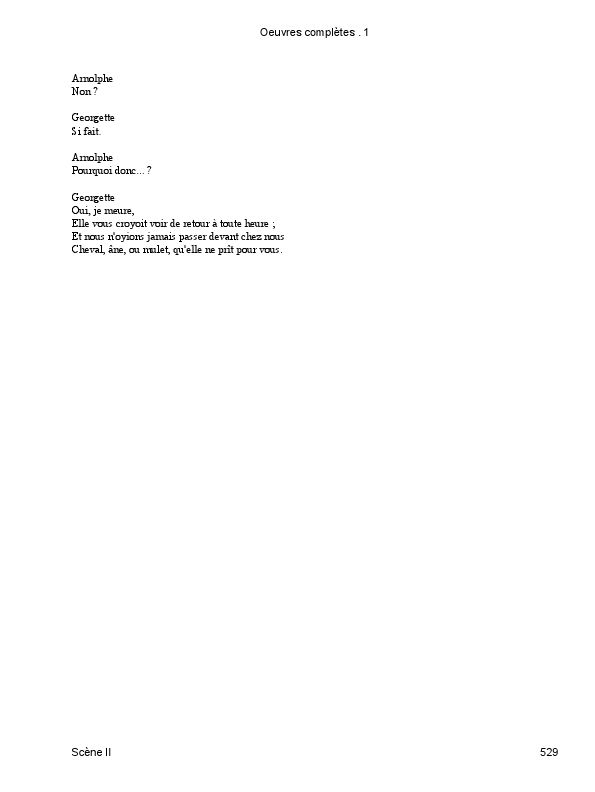 Oeuvres complètes . 1
Arnolphe
Non ?
Georgette
Si fait.
Arnolphe
Pourquoi donc... ?
Georgette
Oui, je meure,
Elle vous croyoit voir de retour à toute heure ;
Et nous n'oyions jamais passer devant chez nous
Cheval, âne, ou mulet, qu'elle ne prît pour vous.
Scène II
529